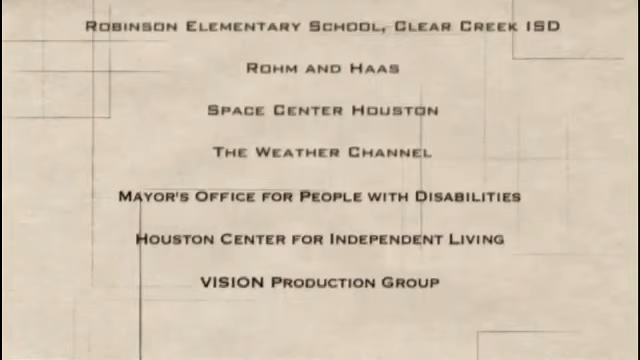 Robinson Elementary School, Clear Creek ISD
Rohm and Haas
Space Center Houston
The Weather Channel
Mayor's Office for People with Disabilities
Houston Center for Independent Living
VISION Production Group